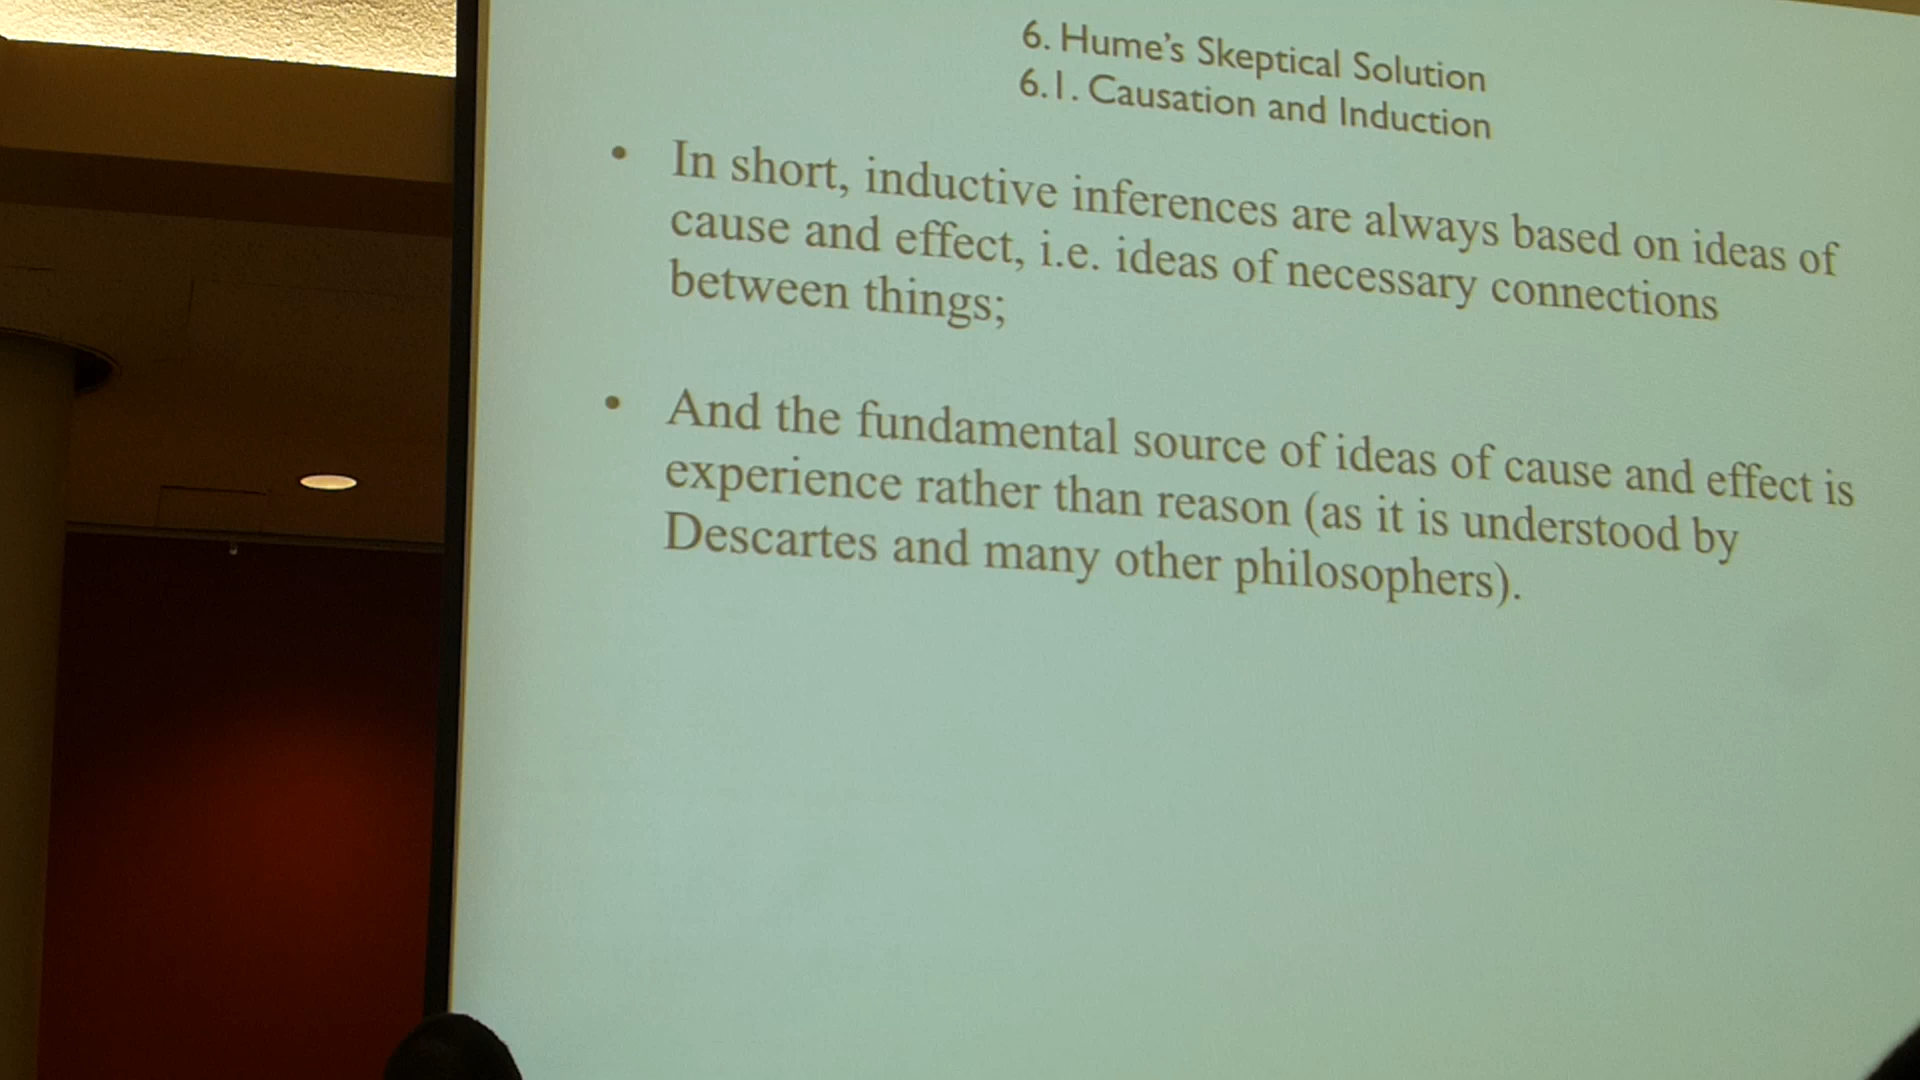 6. Hume's Skeptical Solution
6.1. Causation and Induction
• In short, inductive inferences are always based on ideas of
cause and effect, i.e. ideas of necessary connections
between things;
• And the fundamental source of ideas of cause and effect is
experience rather than reason (as it is understood by
Descartes and many other philosophers).